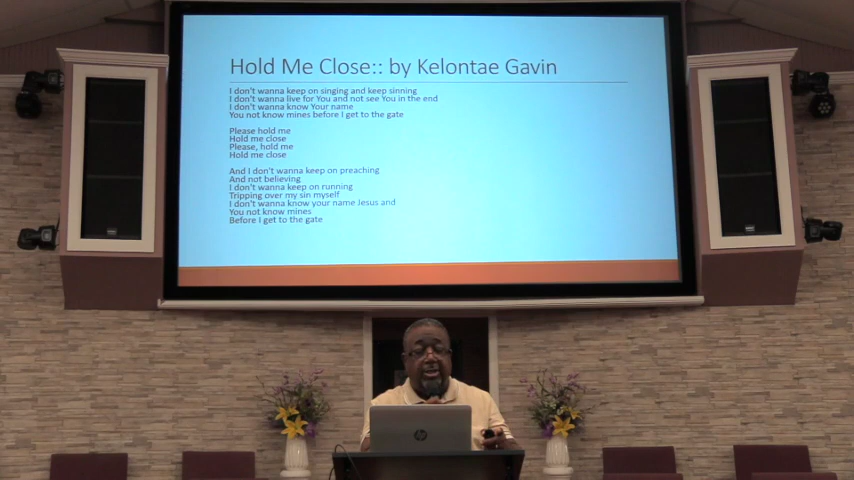 Hold Me Close:: by Kelontae Gavin
I don't wanna keep on singing and keep sinning
I don't wanna live for You and not see You in the end
I don't wanna know Your name
You not know mines before I get to the gate
Please hold me
Hold me close
Please, hold me
Hold me close
And I don't wanna keep on preaching
And not believing
I don't wanna keep on running
Tripping over my sin myself
I don't wanna know your name Jesus and
You not know mines
Before I get to the gate
hp